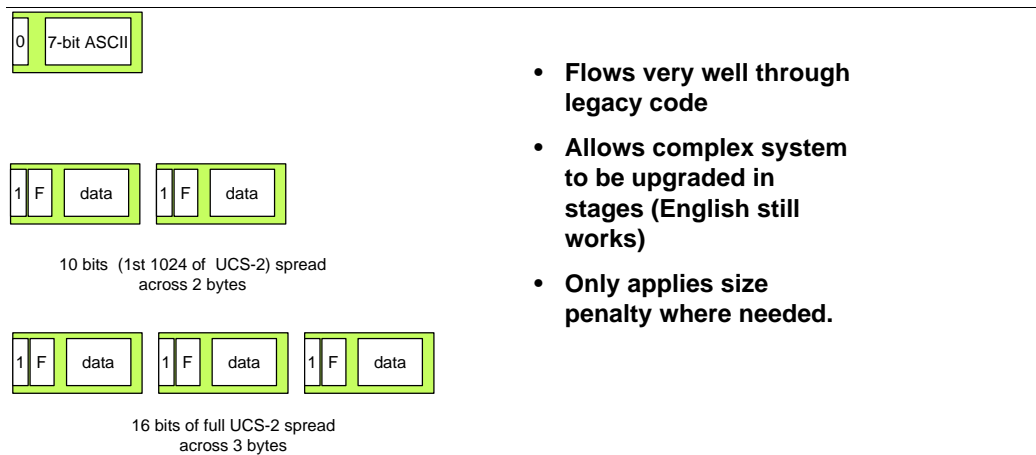 0 7-bit ASCII
1 F data 1 F data
10 bits (1st 1024 of UCS-2) spread
across 2 bytes
1 F data 1 F data 1 F data
16 bits of full UCS-2 spread
across 3 bytes
• Flows very well through
legacy code
• Allows complex system
to be upgraded in
stages (English still
works)
• Only applies size
penalty where needed.